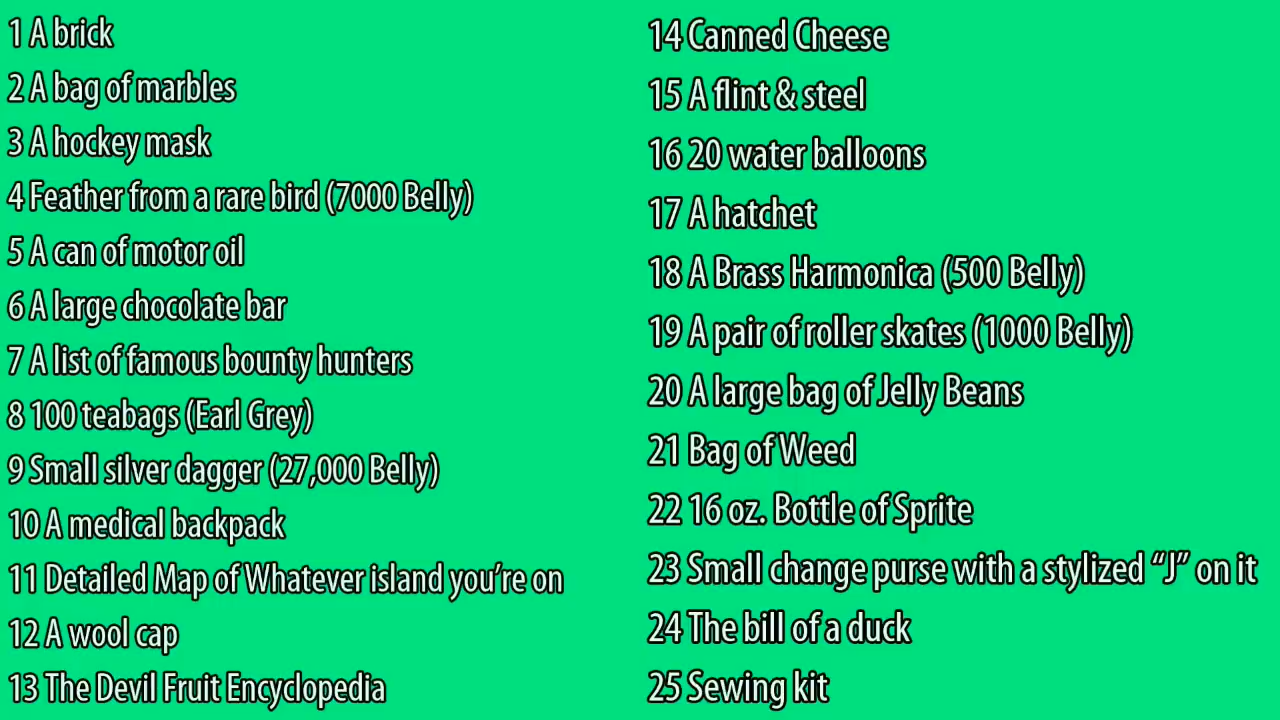 1 A brick
2 A bag of marbles
3 A hockey mask
4 Feather from a rare bird (7000 Belly)
5 A can of motor oil
6 A large chocolate bar
7 A list of famous bounty hunters
8 100 teabags (Earl Grey)
9 Small silver dagger (27,000 Belly)
10 A medical backpack
11 Detailed Map of Whatever island you’re on
12 A wool cap
13 The Devil Fruit Encyclopedia
14 Canned Cheese
15 A flint & steel
16 20 water balloons
17 A hatchet
18 A Brass Harmonica (500 Belly)
19 A pair of roller skates (1000 Belly)
20 A large bag of Jelly Beans
21 Bag of Weed
22 16 oz. Bottle of Sprite
23 Small change purse with a stylized “J” on it
24 The bill of a duck
25 Sewing kit